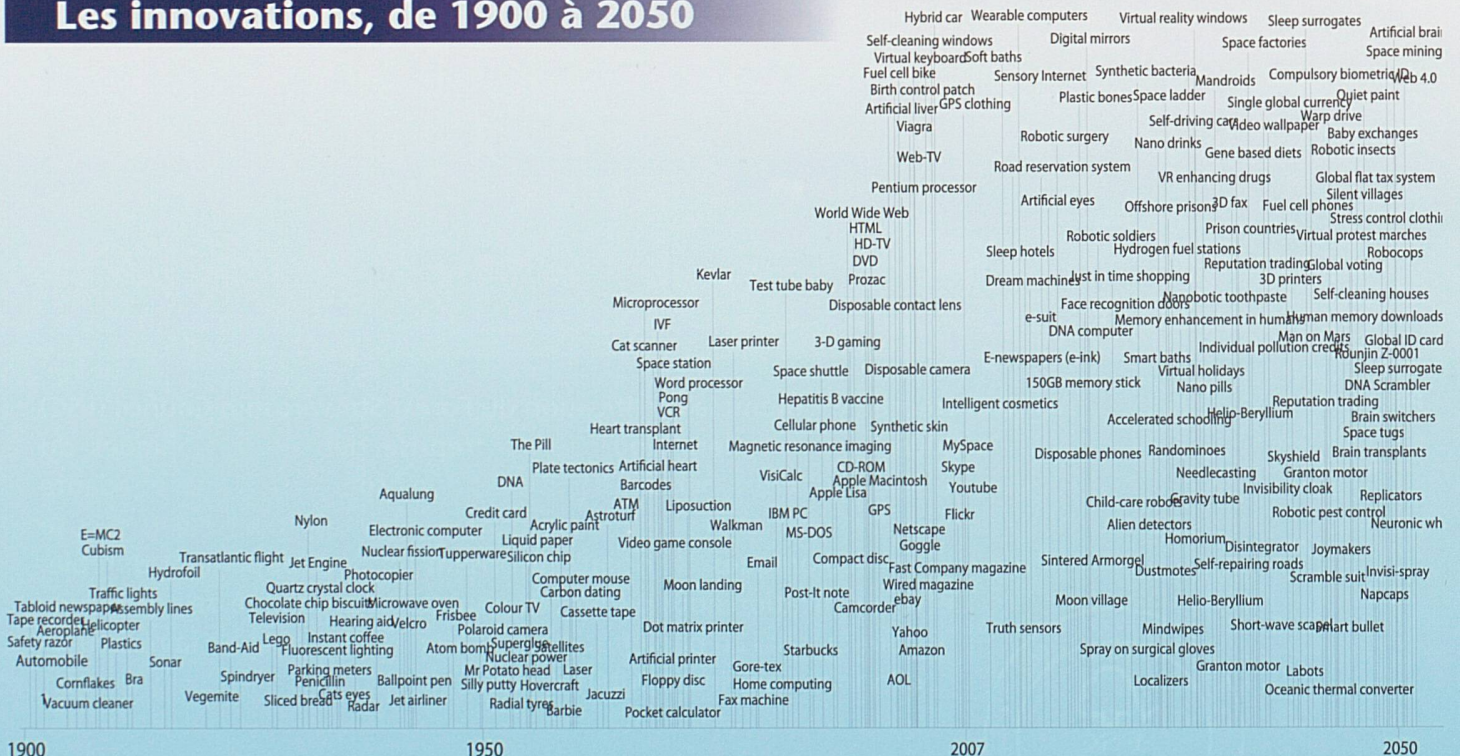 Les innovations, de 1900 à 2050
Hybrid car
Wearable computers
Virtual reality windows
Sleep surrogates
Artificial brai
Self-cleaning windows
Digital mirrors
Space factories
Space mining
Virtual keyboard
Soft baths
Fuel cell bike
Sensory Internet
Synthetic bacteria
Mandroids
Compulsory biometric ID
Web 4.0
Birth control patch
Plastic bones
Space ladder
Single global currency
Quiet paint
Artificial liver
GPS clothing
Warp drive
Viagra
Self-driving cars
Video wallpaper
Baby exchanges
Robotic surgery
Nano drinks
Gene based diets
Robotic insects
Web-TV
Road reservation system
VR enhancing drugs
Global flat tax system
Pentium processor
Silent villages
Artificial eyes
Offshore prisons
3D fax
Fuel cell phones
World Wide Web
Stress control clothi
HTML
Prison countries
Virtual protest marches
Robotic soldiers
HD-TV
Sleep hotels
Hydrogen fuel stations
Robocops
DVD
Reputation trading
Global voting
Kevlar
Test tube baby
Prozac
Dream machines
Just in time shopping
3D printers
Microprocessor
Disposable contact lens
Face recognition doors
Nanobotic toothpaste
Self-cleaning houses
IVF
e-suit
Memory enhancement in humans
Human memory downloads
DNA computer
Cat scanner
Laser printer
3-D gaming
Man on Mars
Global ID card
Individual pollution credits
Rounjin Z-0001
Space station
Space shuttle
Disposable camera
E-newspapers (e-ink)
Smart baths
Virtual holidays
Sleep surrogate
Word processor
150GB memory stick
Nano pills
DNA Scrambler
Pong
Hepatitis B vaccine
Intelligent cosmetics
Reputation trading
VCR
Accelerated schooling
Helio-Beryllium
Brain switchers
Heart transplant
Cellular phone
Synthetic skin
Space tugs
The Pill
Internet
Magnetic resonance imaging
MySpace
Disposable phones
Randominoes
Skyshield
Brain transplants
Plate tectonics
Artificial heart
VisiCalc
CD-ROM
Skype
Needlecasting
Granton motor
DNA
Barcodes
Apple Macintosh
Youtube
Invisibility cloak
Aqualung
Apple Lisa
Child-care robots
Gravity tube
Replicators
Credit card
ATM
Astroturf
Liposuction
IBM PC
GPS
Flickr
Robotic pest control
Nylon
E=MC2
Electronic computer
Acrylic paint
Walkman
MS-DOS
Netscape
Alien detectors
Neuronic wh
Cubism
Liquid paper
Video game console
Goggle
Homorium
Disintegrator
Joymakers
Transatlantic flight
Jet Engine
Nuclear fission
Tupperware
Silicon chip
Email
Compact disc
Fast Company magazine
Sintered Armorgel
Dustmotes
Self-repairing roads
Hydrofoil
Photocopier
Computer mouse
Scramble suit
Invisi-spray
Traffic lights
Quartz crystal clock
Carbon dating
Moon landing
Post-It note
Wired magazine
Napcaps
Tabloid newspaper
Assembly lines
Chocolate chip biscuit
Microwave oven
Colour TV
Cassette tape
Camcorder
ebay
Moon village
Helio-Beryllium
Tape recorder
Helicopter
Television
Hearing aid
Velcro
Frisbee
Aeroplane
Polaroid camera
Dot matrix printer
Yahoo
Truth sensors
Mindwipes
Short-wave scapel
Smart bullet
Safety razor
Plastics
Band-Aid
Lego
Instant coffee
Fluorescent lighting
Atom bomb
Superglue
Satellites
Starbucks
Amazon
Spray on surgical gloves
Automobile
Sonar
Nuclear power
Artificial printer
Gore-tex
Granton motor
Labots
Cornflakes
Bra
Spindryer
Parking meters
Penicillin
Ballpoint pen
Mr Potato head
Laser
Silly putty
Hovercraft
Floppy disc
Home computing
AOL
Localizers
Oceanic thermal converter
Vacuum cleaner
Vegemite
Sliced bread
Cats eyes
Radar
Jet airliner
Radial tyres
Barbie
Jacuzzi
Pocket calculator
Fax machine
1900
1950
2007
2050